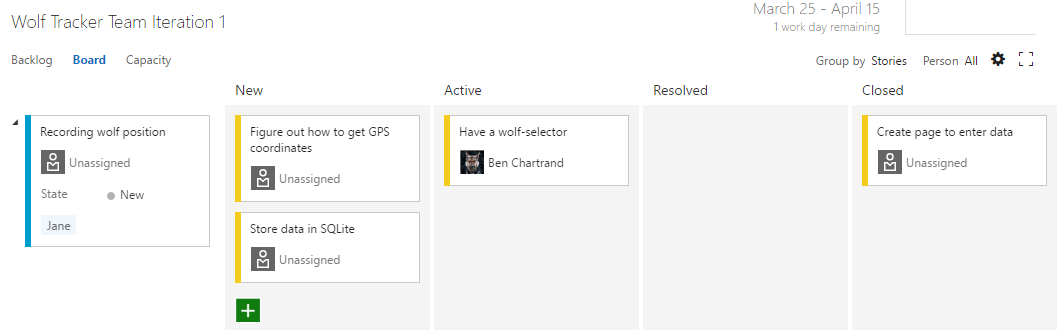 Wolf Tracker Team Iteration 1
March 25 - April 15
1 work day remaining
Backlog Board Capacity
Group by Stories Person All
New Active Resolved Closed
Recording wolf position
Unassigned
State New
Jane
Figure out how to get GPS
coordinates
Unassigned
Store data in SQLite
Unassigned
Have a wolf-selector
Ben Chartrand
Create page to enter data
Unassigned